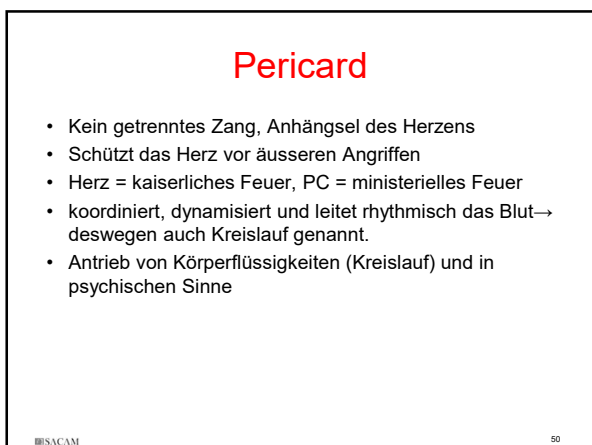 Pericard
• Kein getrenntes Zang, Anhängsel des Herzens
• Schützt das Herz vor äusseren Angriffen
• Herz = kaiserliches Feuer, PC = ministerielles Feuer
• koordiniert, dynamisiert und leitet rhythmisch das Blut→
deswegen auch Kreislauf genannt.
• Antrieb von Körperflüssigkeiten (Kreislauf) und in
psychischen Sinne
SACAM
50